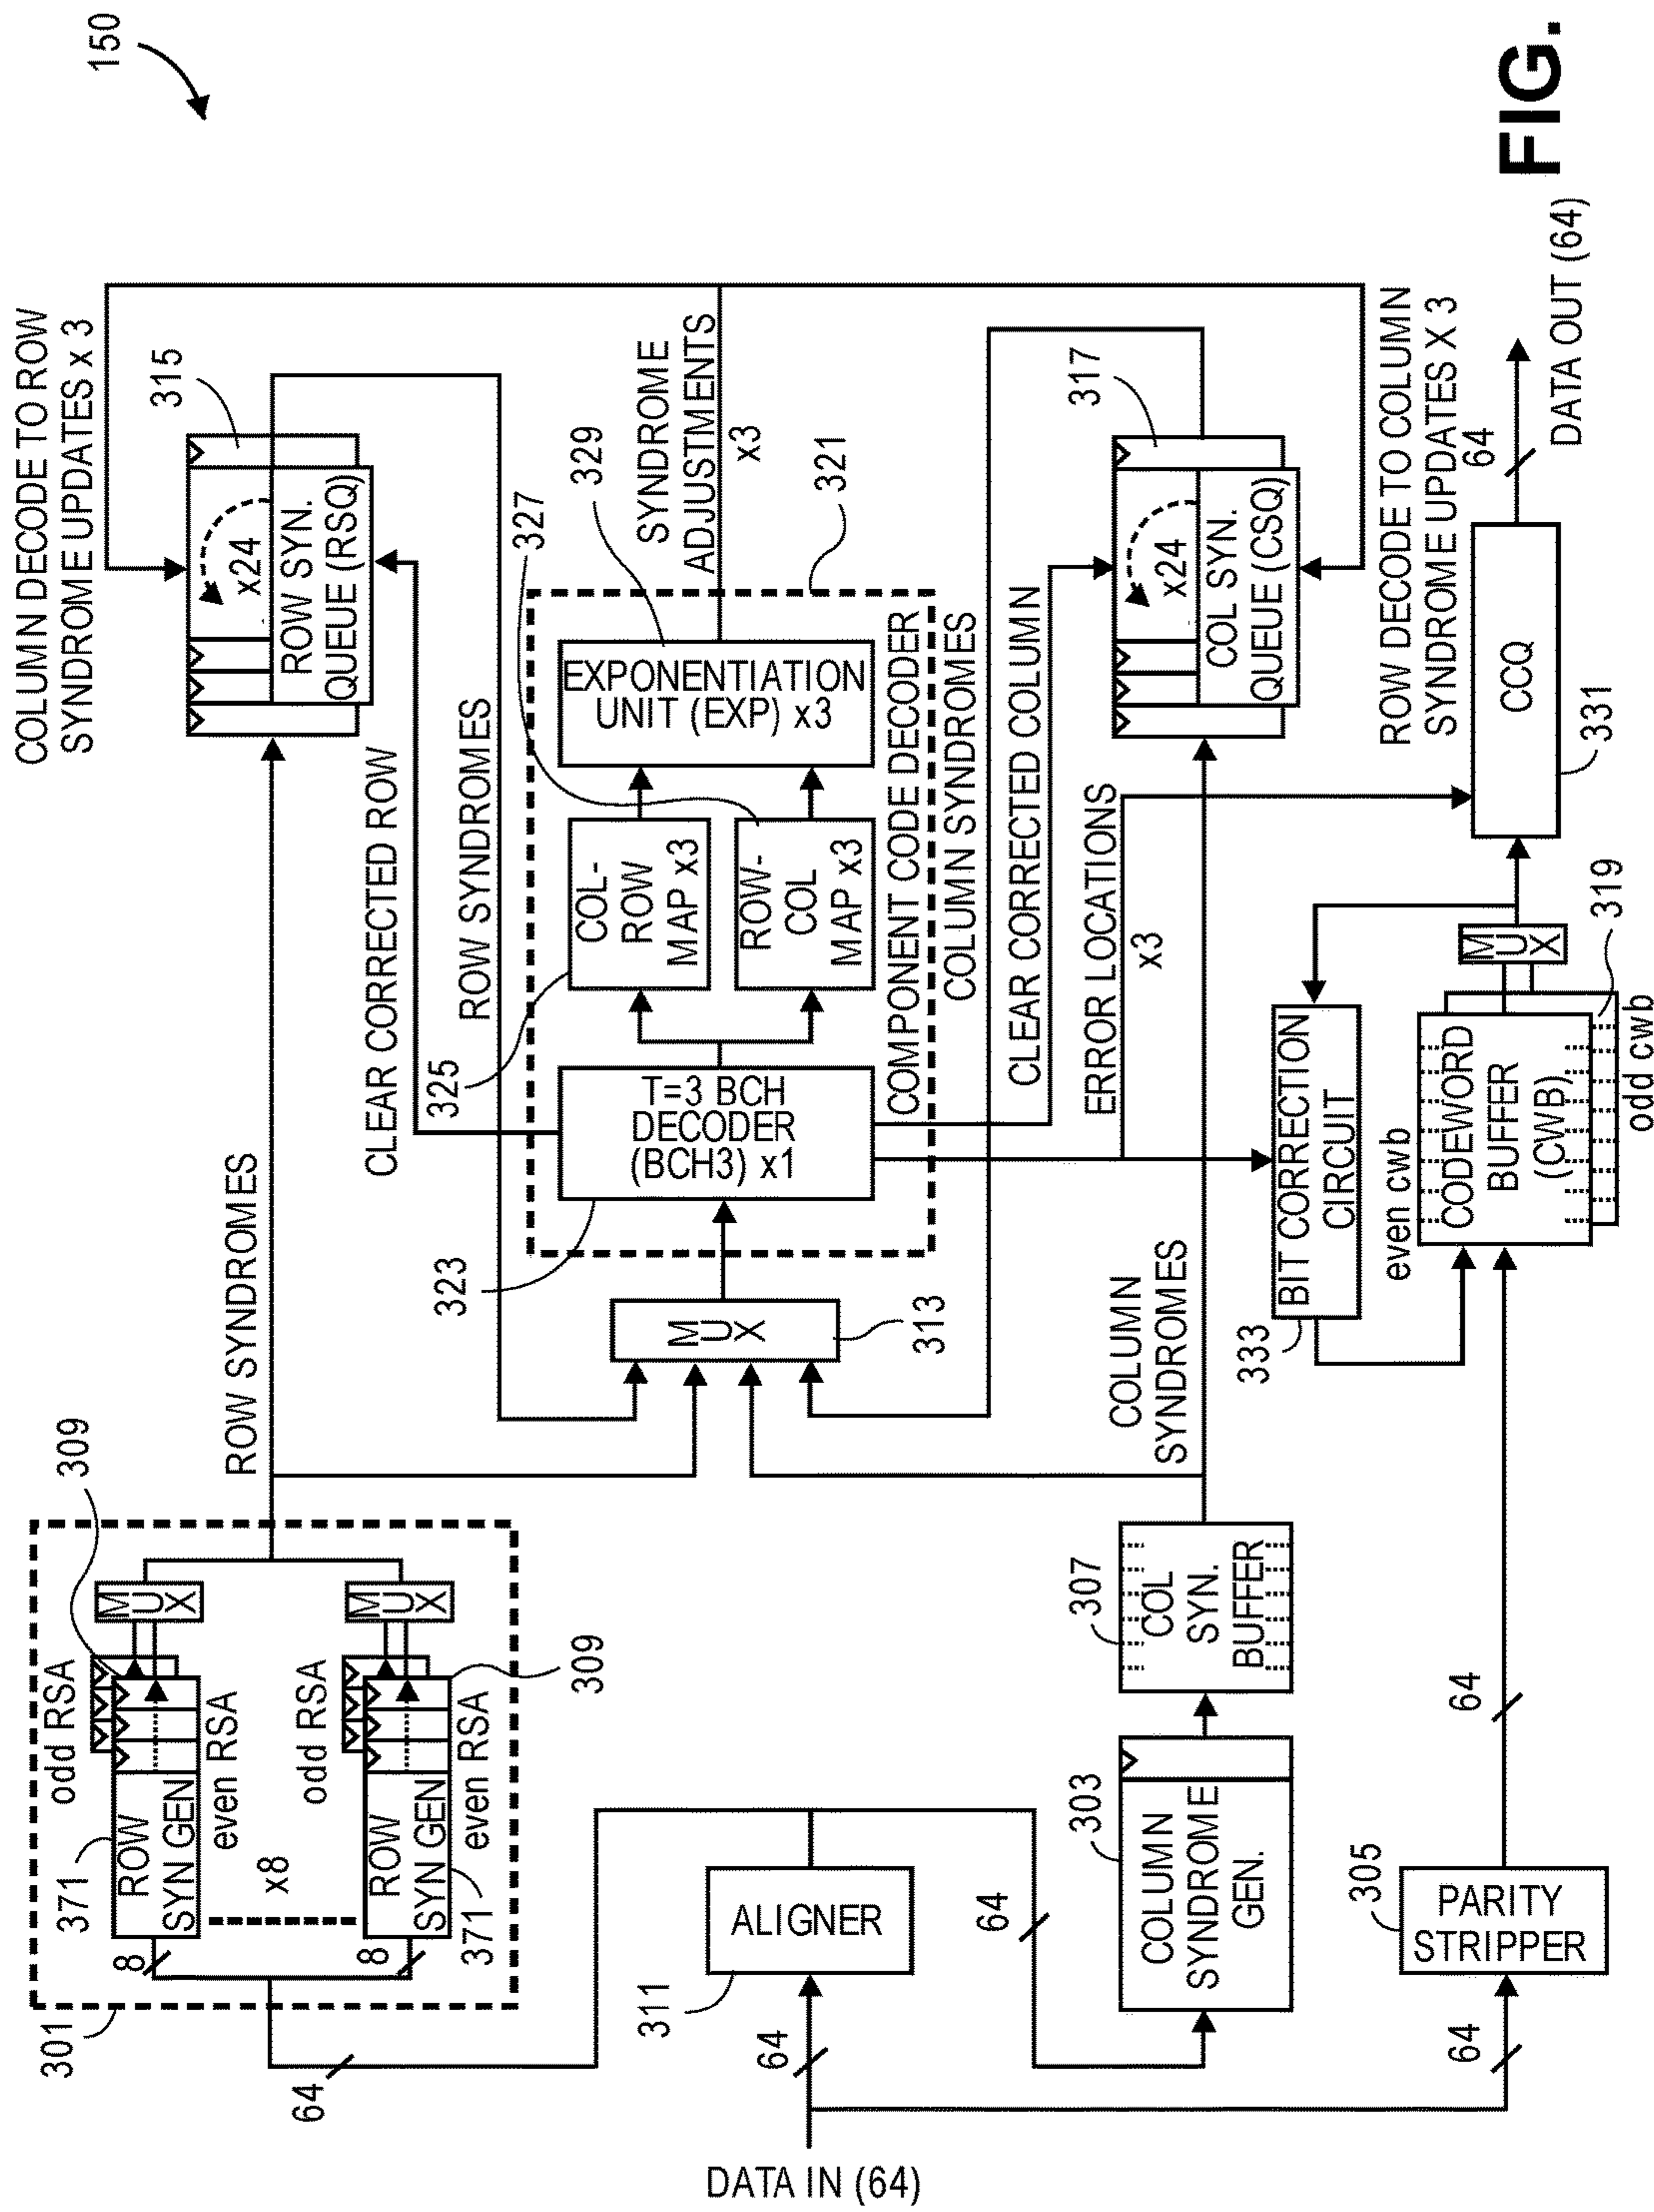 150
FIG.
COLUMN DECODE TO ROW
SYNDROME UPDATES x 3
315
x24
ROW SYN.
QUEUE (RSQ)
CLEAR CORRECTED ROW
ROW SYNDROMES
ROW SYNDROMES
309
odd RSA
MUX
371
ROW
SYN GEN
even RSA
8
x8
odd RSA
MUX
309
371
ROW
SYN GEN
even RSA
8
301
64
SYNDROME
ADJUSTMENTS
x3
327
329
321
EXPONENTIATION
UNIT (EXP) x3
COL-
ROW
MAP x3
ROW-
COL
MAP x3
325
T=3 BCH
DECODER
(BCH3) x1
COMPONENT CODE DECODER
323
MUX
313
COLUMN SYNDROMES
CLEAR CORRECTED COLUMN
ERROR LOCATIONS
x3
317
x24
COL SYN.
QUEUE (CSQ)
ROW DECODE TO COLUMN
SYNDROME UPDATES X 3
COLUMN
SYNDROMES
307
COL
SYN.
BUFFER
303
COLUMN
SYNDROME
GEN.
64
ALIGNER
311
64
DATA IN (64)
64
305
PARITY
STRIPPER
64
333
BIT CORRECTION
CIRCUIT
even cwb
CODEWORD
BUFFER
(CWB)
odd cwb
319
MUX
CCQ
331
64
DATA OUT (64)